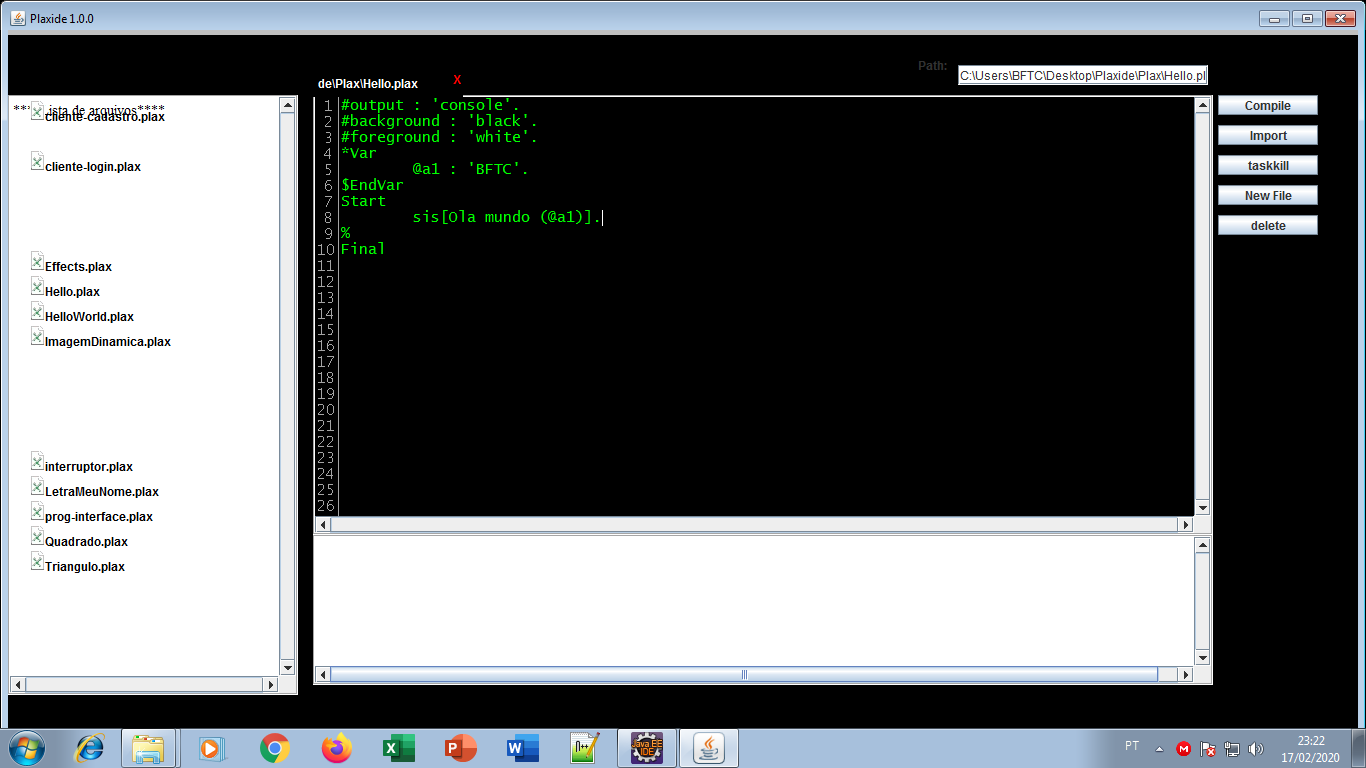 Plaxide 1.0.0
Path:
C:\Users\BFTC\Desktop\Plaxide\Plax\Hello.pl
de\Plax\Hello.plax
X
ista de arquivos****
cliente-cadastro.plax
cliente-login.plax
Effects.plax
Hello.plax
HelloWorld.plax
ImagemDinamica.plax
interruptor.plax
LetraMeuNome.plax
prog-interface.plax
Quadrado.plax
Triangulo.plax
1 #output : 'console'.
2 #background : 'black'.
3 #foreground : 'white'.
4 *Var
5 @a1 : 'BFTC'.
6 $EndVar
7 Start
8 sis[Ola mundo (@a1)].
9 %
10 Final
11
12
13
14
15
16
17
18
19
20
21
22
23
24
25
26
Compile
Import
taskkill
New File
delete
PT
23:22
17/02/2020
Java EE
IDE